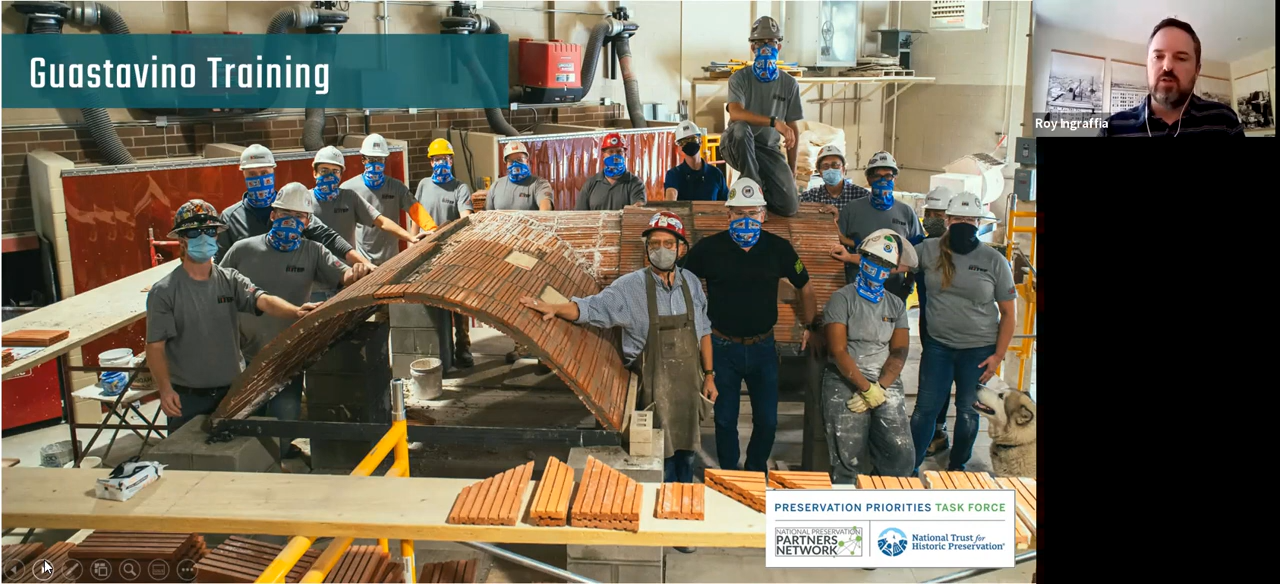 Guastavino Training
Roy Ingraffia
PRESERVATION PRIORITIES TASK FORCE
NATIONAL PRESERVATION
PARTNERS
NETWORK
National Trust for
Historic Preservation®